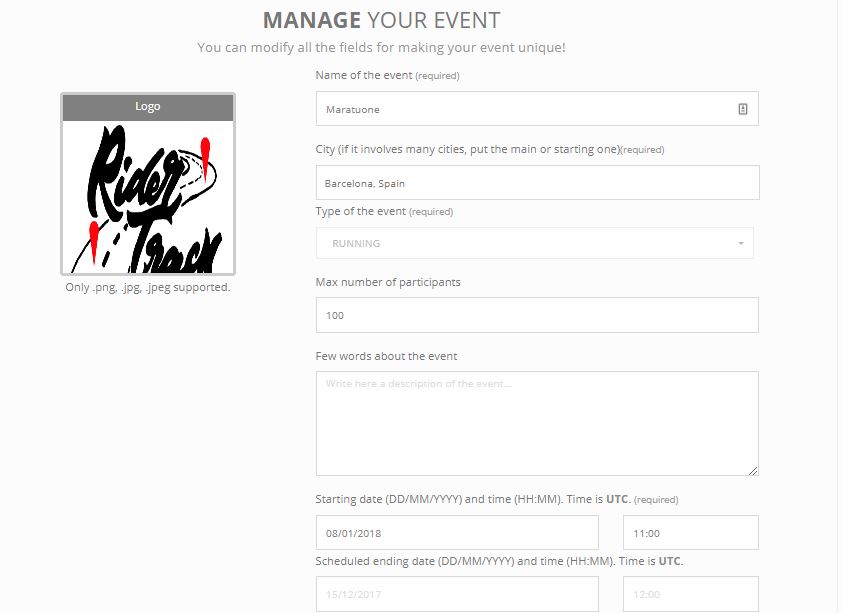 MANAGE YOUR EVENT
You can modify all the fields for making your event unique!
Logo
Rider
Track
Only .png, .jpg, .jpeg supported.
Name of the event (required)
Maratuone
City (if it involves many cities, put the main or starting one)(required)
Barcelona, Spain
Type of the event (required)
RUNNING
Max number of participants
100
Few words about the event
Write here a description of the event...
Starting date (DD/MM/YYYY) and time (HH:MM). Time is UTC. (required)
08/01/2018 11:00
Scheduled ending date (DD/MM/YYYY) and time (HH:MM). Time is UTC.
15/12/2017 12:00